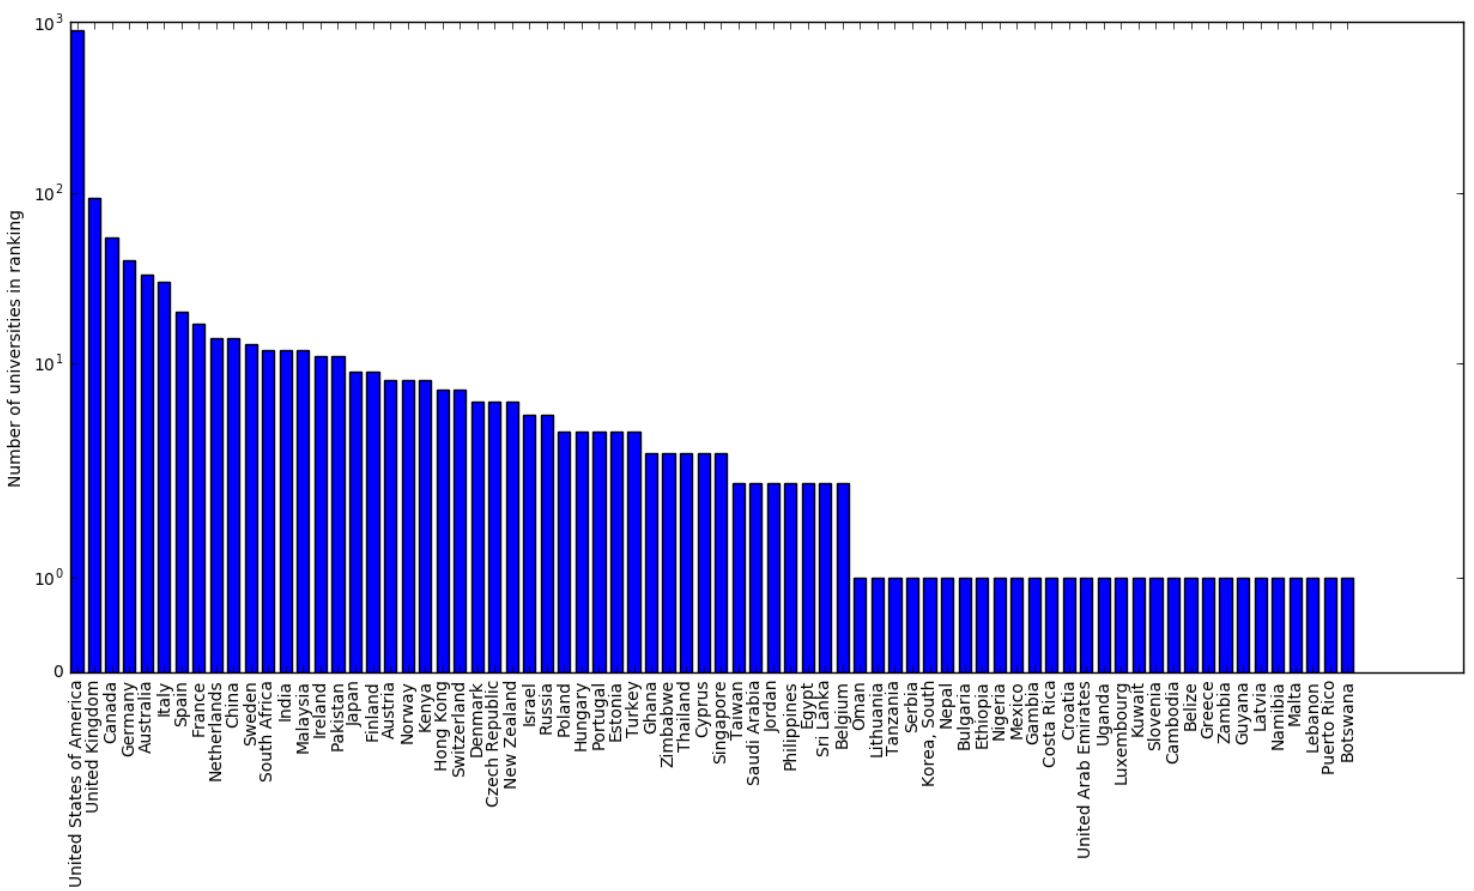 10³
10²
10¹
10⁰
0
Number of universities in ranking
United States of America
United Kingdom
Canada
Germany
Australia
Italy
Spain
France
Netherlands
China
Sweden
South Africa
India
Malaysia
Ireland
Pakistan
Japan
Finland
Austria
Norway
Kenya
Hong Kong
Switzerland
Denmark
Czech Republic
New Zealand
Israel
Russia
Poland
Hungary
Portugal
Estonia
Turkey
Ghana
Zimbabwe
Thailand
Cyprus
Singapore
Taiwan
Saudi Arabia
Jordan
Philippines
Egypt
Sri Lanka
Belgium
Oman
Lithuania
Tanzania
Serbia
Korea, South
Nepal
Bulgaria
Ethiopia
Nigeria
Mexico
Gambia
Costa Rica
Croatia
United Arab Emirates
Uganda
Luxembourg
Kuwait
Slovenia
Cambodia
Belize
Greece
Zambia
Guyana
Latvia
Namibia
Malta
Lebanon
Puerto Rico
Botswana